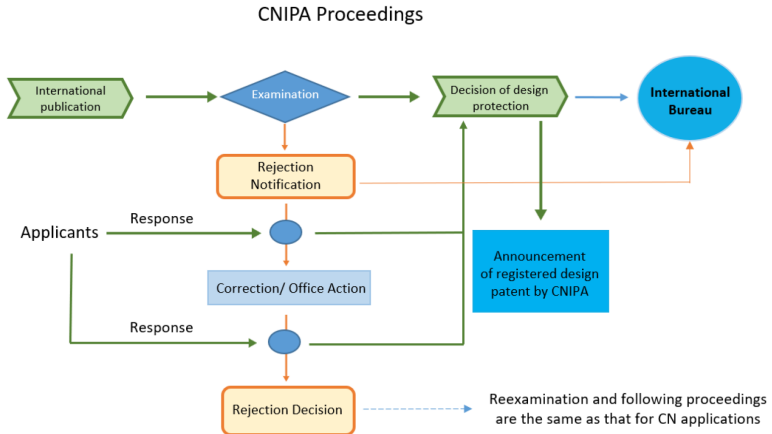 CNIPA Proceedings
International
publication
Examination
Decision of design
protection
International
Bureau
Rejection
Notification
Response
Applicants
Announcement
of registered design
patent by CNIPA
Correction/ Office Action
Response
Rejection Decision
Reexamination and following proceedings
are the same as that for CN applications